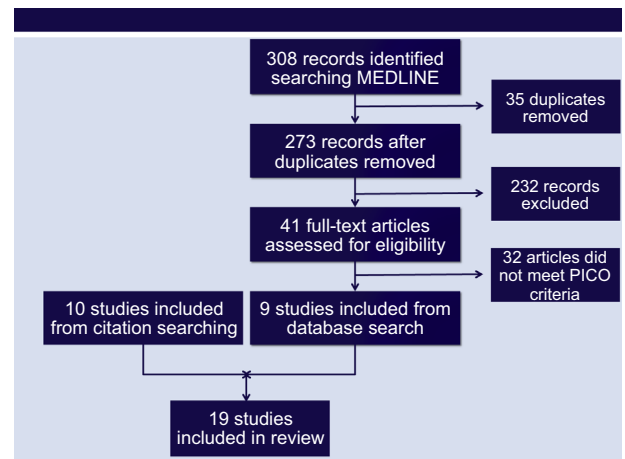 308 records identified
searching MEDLINE
35 duplicates
removed
273 records after
duplicates removed
232 records
excluded
41 full-text articles
assessed for eligibility
32 articles did
not meet PICO
criteria
10 studies included
from citation searching
9 studies included from
database search
19 studies
included in review